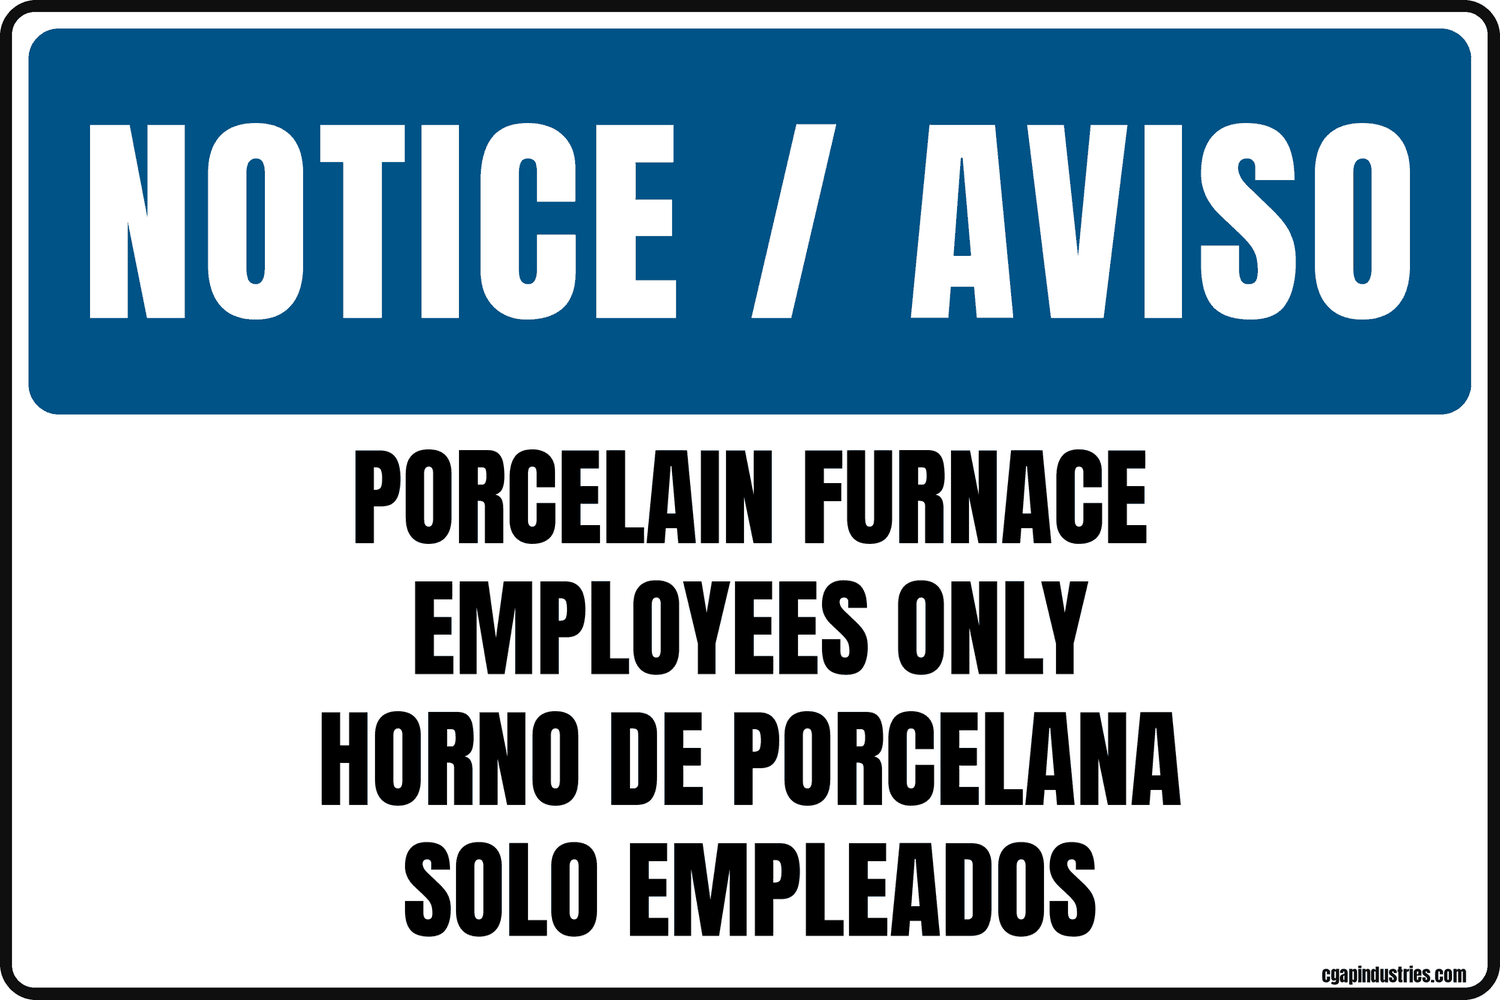 NOTICE / AVISO
PORCELAIN FURNACE
EMPLOYEES ONLY
HORNO DE PORCELANA
SOLO EMPLEADOS
cgapindustries.com